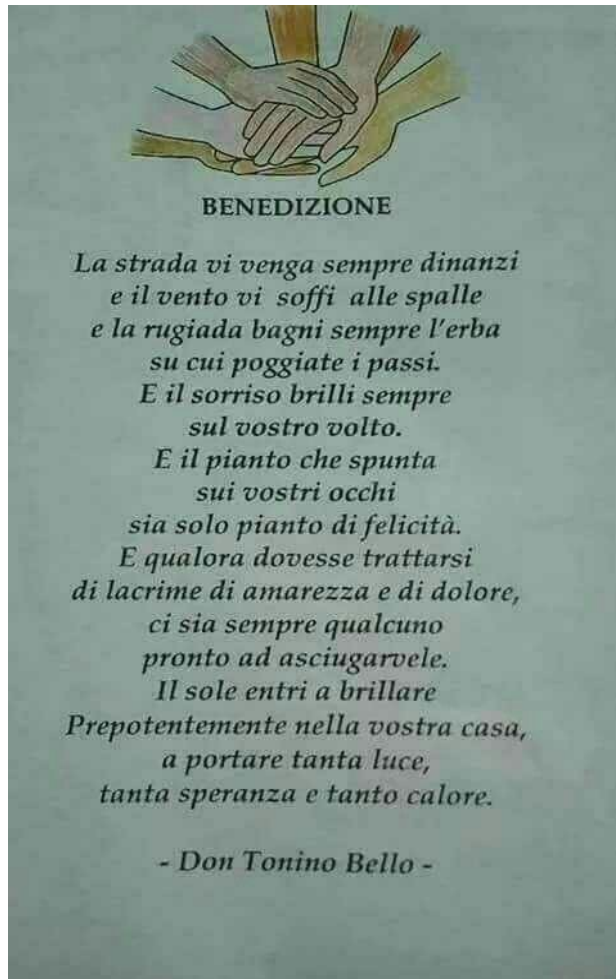 BENEDIZIONE
La strada vi venga sempre dinanzi
e il vento vi soffi alle spalle
e la rugiada bagni sempre l'erba
su cui poggiate i passi.
E il sorriso brilli sempre
sul vostro volto.
E il pianto che spunta
sui vostri occhi
sia solo pianto di felicità.
E qualora dovesse trattarsi
di lacrime di amarezza e di dolore,
ci sia sempre qualcuno
pronto ad asciugarvele.
Il sole entri a brillare
Prepotentemente nella vostra casa,
a portare tanta luce,
tanta speranza e tanto calore.
- Don Tonino Bello -